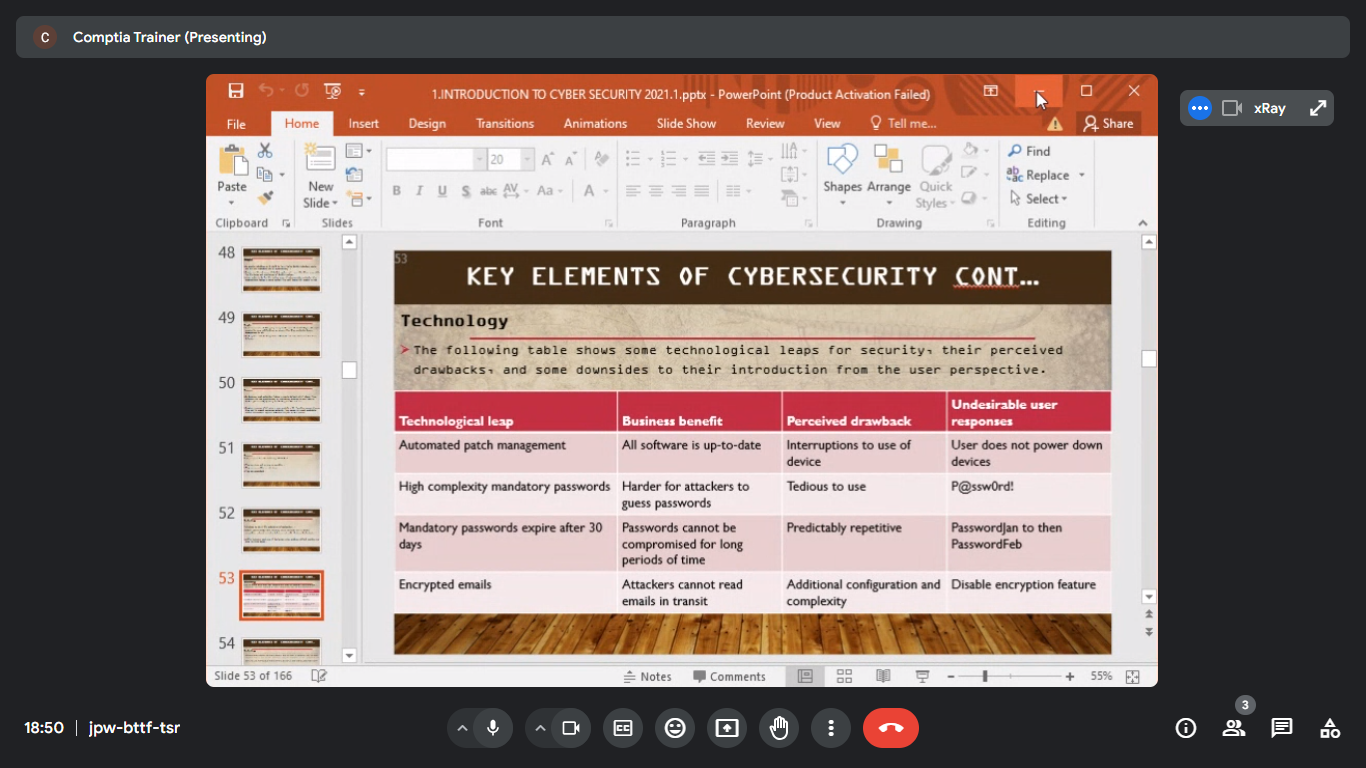 C Comptia Trainer (Presenting)
1.INTRODUCTION TO CYBER SECURITY 2021.1.pptx - PowerPoint (Product Activation Failed)
File Home Insert Design Transitions Animations Slide Show Review View Tell me... Share
Paste
New
Slide
20
B I U S abc AV Aa A
Shapes Arrange Quick
Styles
Find
Replace
Select
Clipboard Slides Font Paragraph Drawing Editing
xRay
48
49
50
51
52
53
54
53
KEY ELEMENTS OF CYBERSECURITY CONT…
Technology
The following table shows some technological leaps for security, their perceived
drawbacks, and some downsides to their introduction from the user perspective.
Technological leap Business benefit Perceived drawback Undesirable user
responses
Automated patch management All software is up-to-date Interruptions to use of
device User does not power down
devices
High complexity mandatory passwords Harder for attackers to
guess passwords Tedious to use P@ssw0rd!
Mandatory passwords expire after 30
days Passwords cannot be
compromised for long
periods of time Predictably repetitive PasswordJan to then
PasswordFeb
Encrypted emails Attackers cannot read
emails in transit Additional configuration and
complexity Disable encryption feature
Slide 53 of 166 Notes Comments 55%
18:50 | jpw-bttf-tsr
CC
3